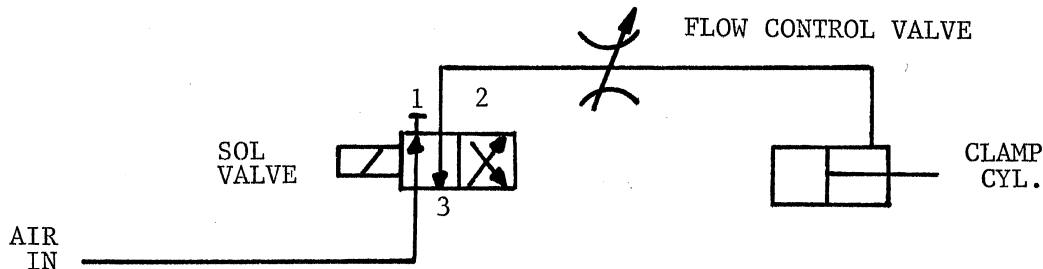 FLOW CONTROL VALVE
1
2
SOL
VALVE
CLAMP
CYL.
3
AIR
IN